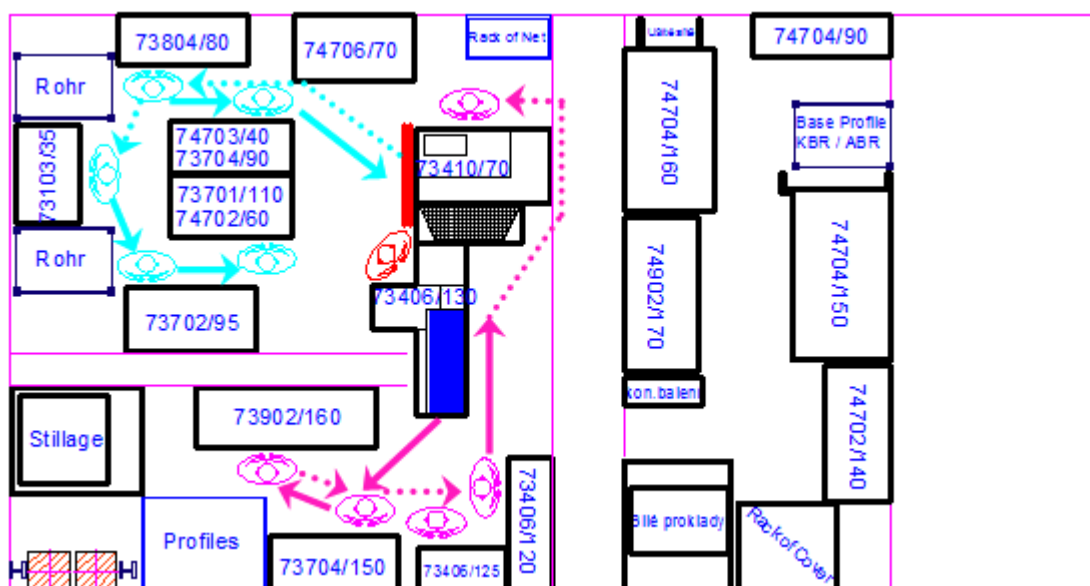 73804/80
74706/70
Rack of Net
74704/90
Rohr
74703/40
73704/90
73410/70
74704/160
Base Profile
KBR / ABR
73103/35
73701/110
74702/60
Rohr
73406/130
74902/170
74704/150
73702/95
kon.balení
73902/160
Stillage
74702/140
73406/120
Bílé proklady
Rack of Cover
Profiles
73704/150
73406/125